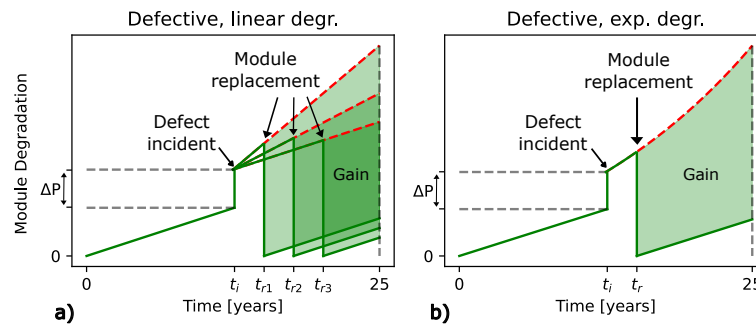 Defective, linear degr.
Module Degradation
Module
replacement
Defect
incident
ΔP
Gain
0
0
t_i
t_r1
t_r2
t_r3
25
Time [years]
a)
Defective, exp. degr.
Module
replacement
Defect
incident
ΔP
Gain
0
0
t_i
t_r
25
Time [years]
b)